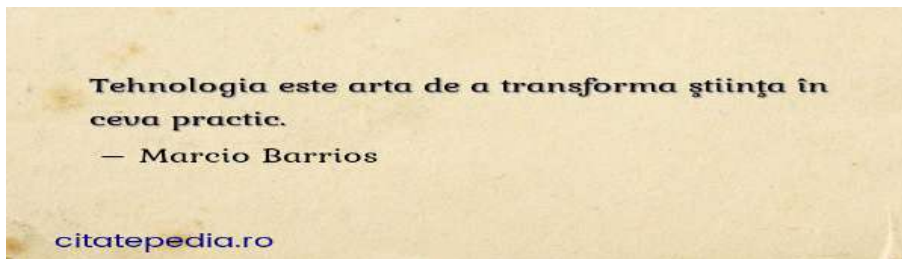 Tehnologia este arta de a transforma ştiinţa în
ceva practic.
— Marcio Barrios
citatepedia.ro